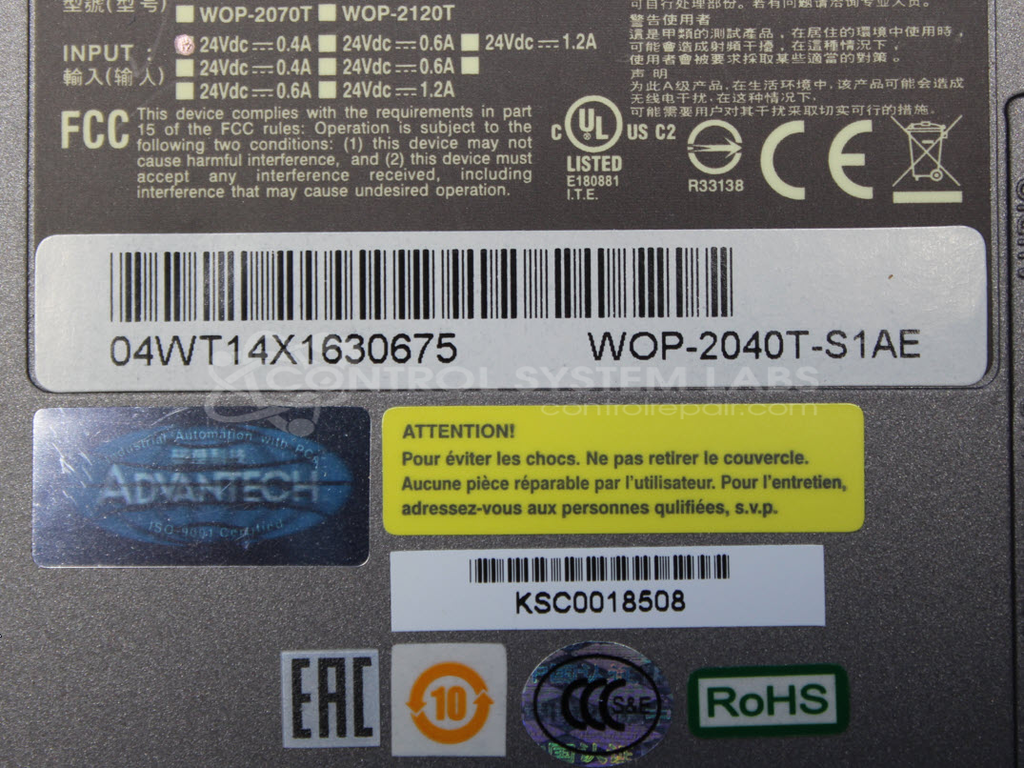 型號(型号)
WOP-2070T WOP-2120T
INPUT : 24Vdc⎓0.4A 24Vdc⎓0.6A 24Vdc⎓1.2A
輸入(输入) 24Vdc⎓0.4A 24Vdc⎓0.6A
24Vdc⎓0.6A 24Vdc⎓1.2A
FCC This device complies with the requirements in part
15 of the FCC rules: Operation is subject to the
following two conditions: (1) this device may not
cause harmful interference, and (2) this device must
accept any interference received, including
interference that may cause undesired operation.
可自行处理部份。若有问题请洽询专业人员。
警告使用者
這是甲類的測試產品，在居住的環境中使用時，
可能會造成射頻干擾，在這種情況下，
使用者會被要求採取某些適當的對策。
声 明
为此A级产品，在生活环境中，该产品可能会造成
无线电干扰，在这种情况下，
可能需要用户对其干扰采取切实可行的措施。
C UL US C2
LISTED
E180881
I.T.E.
R33138
CE
04WT14X1630675 WOP-2040T-S1AE
CONTROL SYSTEM LABS
controlrepair.com
Industrial Automation with
ADVANTECH
ISO-9001 Certified
ATTENTION!
Pour éviter les chocs. Ne pas retirer le couvercle.
Aucune pièce réparable par l'utilisateur. Pour l'entretien,
adressez-vous aux personnes qulifiées, s.v.p.
KSC0018508
EAC
10
CCC S&E
RoHS